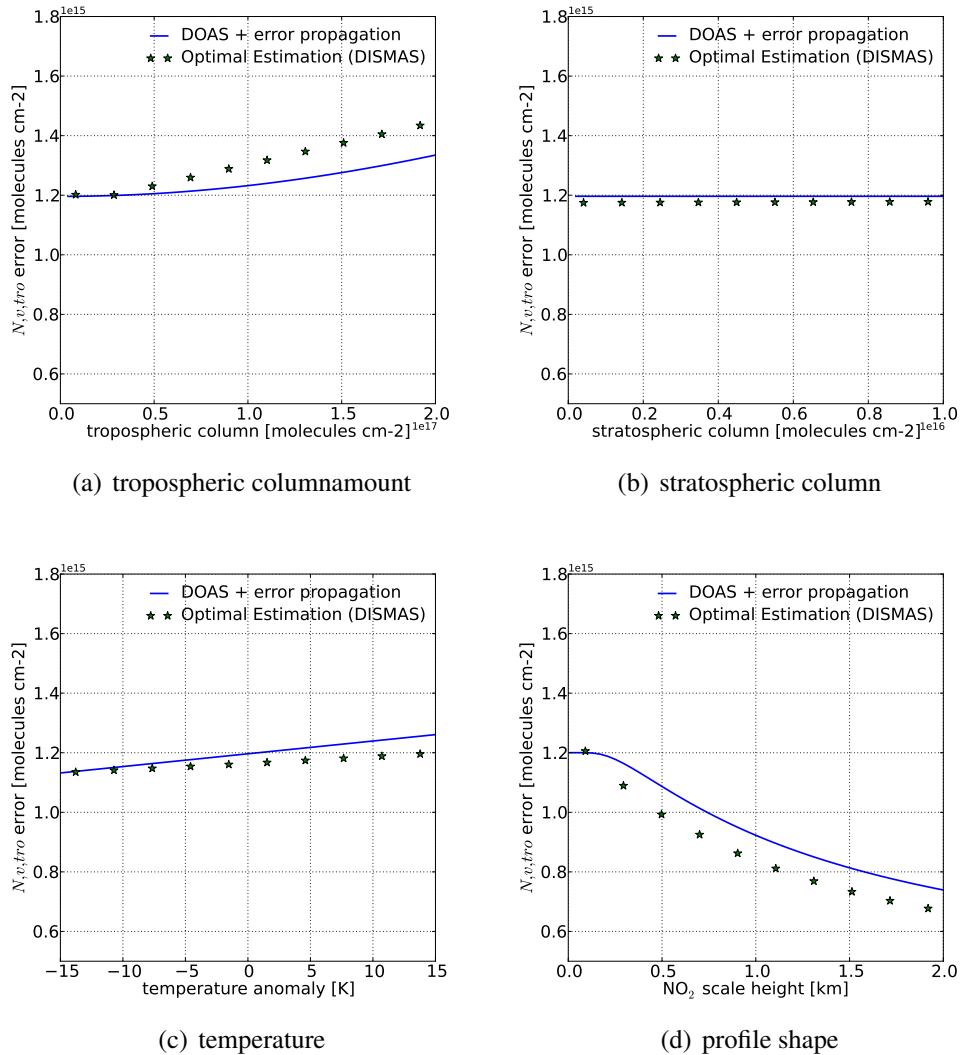 1.8
1e15
DOAS + error propagation
Optimal Estimation (DISMAS)
1.6
1.4
1.2
1.0
0.8
0.6
N,v,tro error [molecules cm-2]
0.0 0.5 1.0 1.5 2.0
tropospheric column [molecules cm-2]
1e17
(a) tropospheric columnamount
1.8
1e15
DOAS + error propagation
Optimal Estimation (DISMAS)
1.6
1.4
1.2
1.0
0.8
0.6
N,v,tro error [molecules cm-2]
0.0 0.2 0.4 0.6 0.8 1.0
stratospheric column [molecules cm-2]
1e16
(b) stratospheric column
1.8
1e15
DOAS + error propagation
Optimal Estimation (DISMAS)
1.6
1.4
1.2
1.0
0.8
0.6
N,v,tro error [molecules cm-2]
−15 −10 −5 0 5 10 15
temperature anomaly [K]
(c) temperature
1.8
1e15
DOAS + error propagation
Optimal Estimation (DISMAS)
1.6
1.4
1.2
1.0
0.8
0.6
N,v,tro error [molecules cm-2]
0.0 0.5 1.0 1.5 2.0
NO₂ scale height [km]
(d) profile shape